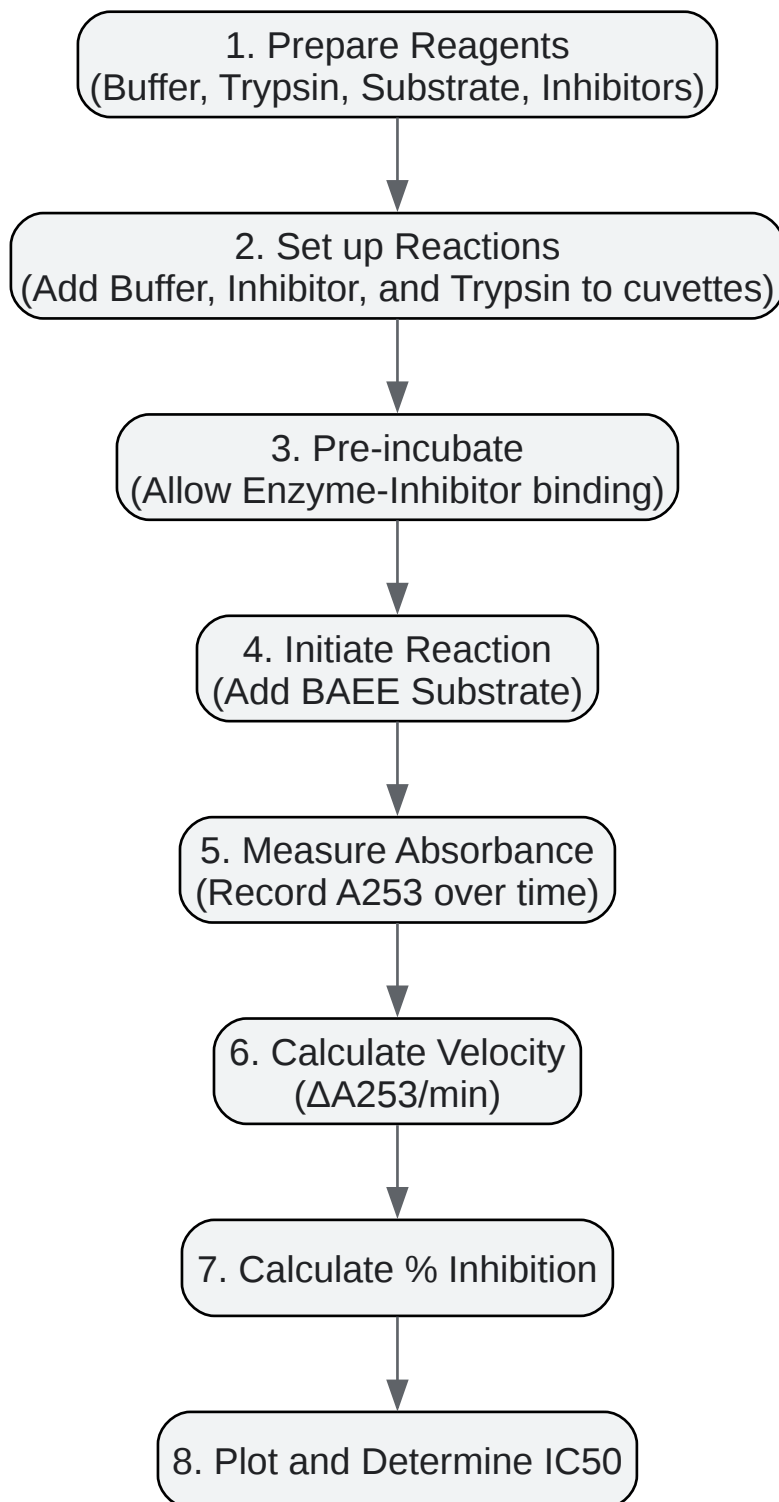 1. Prepare Reagents
(Buffer, Trypsin, Substrate, Inhibitors)
2. Set up Reactions
(Add Buffer, Inhibitor, and Trypsin to cuvettes)
3. Pre-incubate
(Allow Enzyme-Inhibitor binding)
4. Initiate Reaction
(Add BAEE Substrate)
5. Measure Absorbance
(Record A253 over time)
6. Calculate Velocity
(ΔA253/min)
7. Calculate % Inhibition
8. Plot and Determine IC50